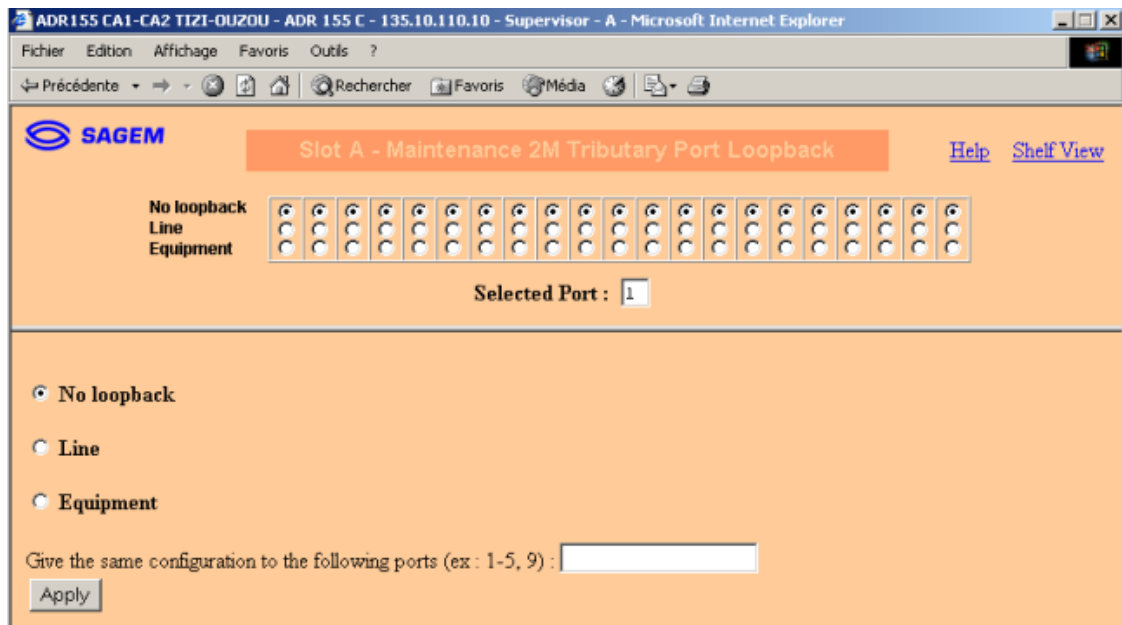 ADR155 CA1-CA2 TIZI-OUZOU - ADR 155 C - 135.10.110.10 - Supervisor - A - Microsoft Internet Explorer
Fichier Edition Affichage Favoris Outils ?
Précédente Rechercher Favoris Média
SAGEM
Slot A - Maintenance 2M Tributary Port Loopback
Help Shelf View
No loopback
Line
Equipment
Selected Port : 1
No loopback
Line
Equipment
Give the same configuration to the following ports (ex : 1-5, 9) :
Apply